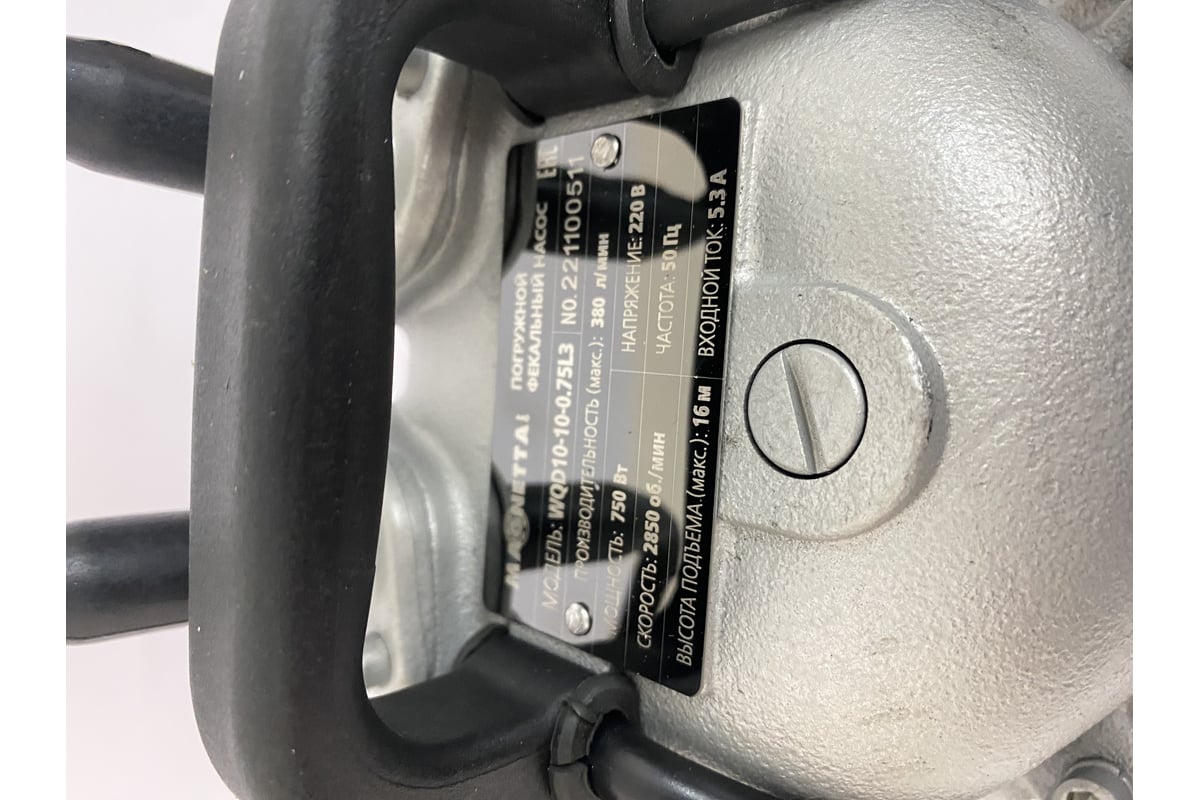 MAGNETTA ПОГРУЖНОЙ ФЕКАЛЬНЫЙ НАСОС EAC
МОДЕЛЬ: WQD10-10-0.75L3 NO. 221100511
ПРОИЗВОДИТЕЛЬНОСТЬ (макс.): 380 л/мин
МОЩНОСТЬ: 750 Вт НАПРЯЖЕНИЕ: 220 В
СКОРОСТЬ: 2850 об./мин ЧАСТОТА: 50 Гц
ВЫСОТА ПОДЪЕМА (макс.): 16 м ВХОДНОЙ ТОК: 5.3 А